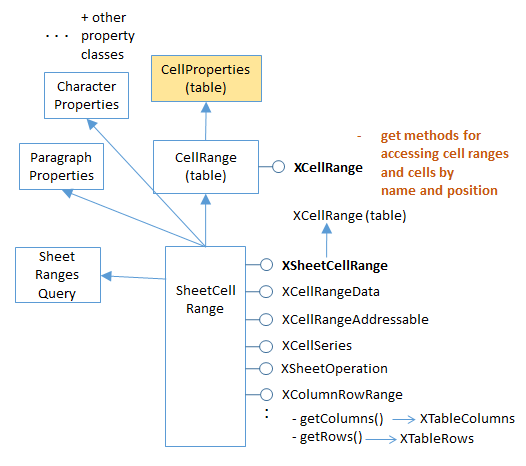 + other
. . . property
classes
Character
Properties
CellProperties
(table)
Paragraph
Properties
CellRange
(table)
XCellRange
- get methods for
accessing cell ranges
and cells by
name and position
XCellRange (table)
Sheet
Ranges
Query
SheetCell
Range
XSheetCellRange
XCellRangeData
XCellRangeAddressable
XCellSeries
XSheetOperation
XColumnRowRange
:
- getColumns() XTableColumns
- getRows() XTableRows